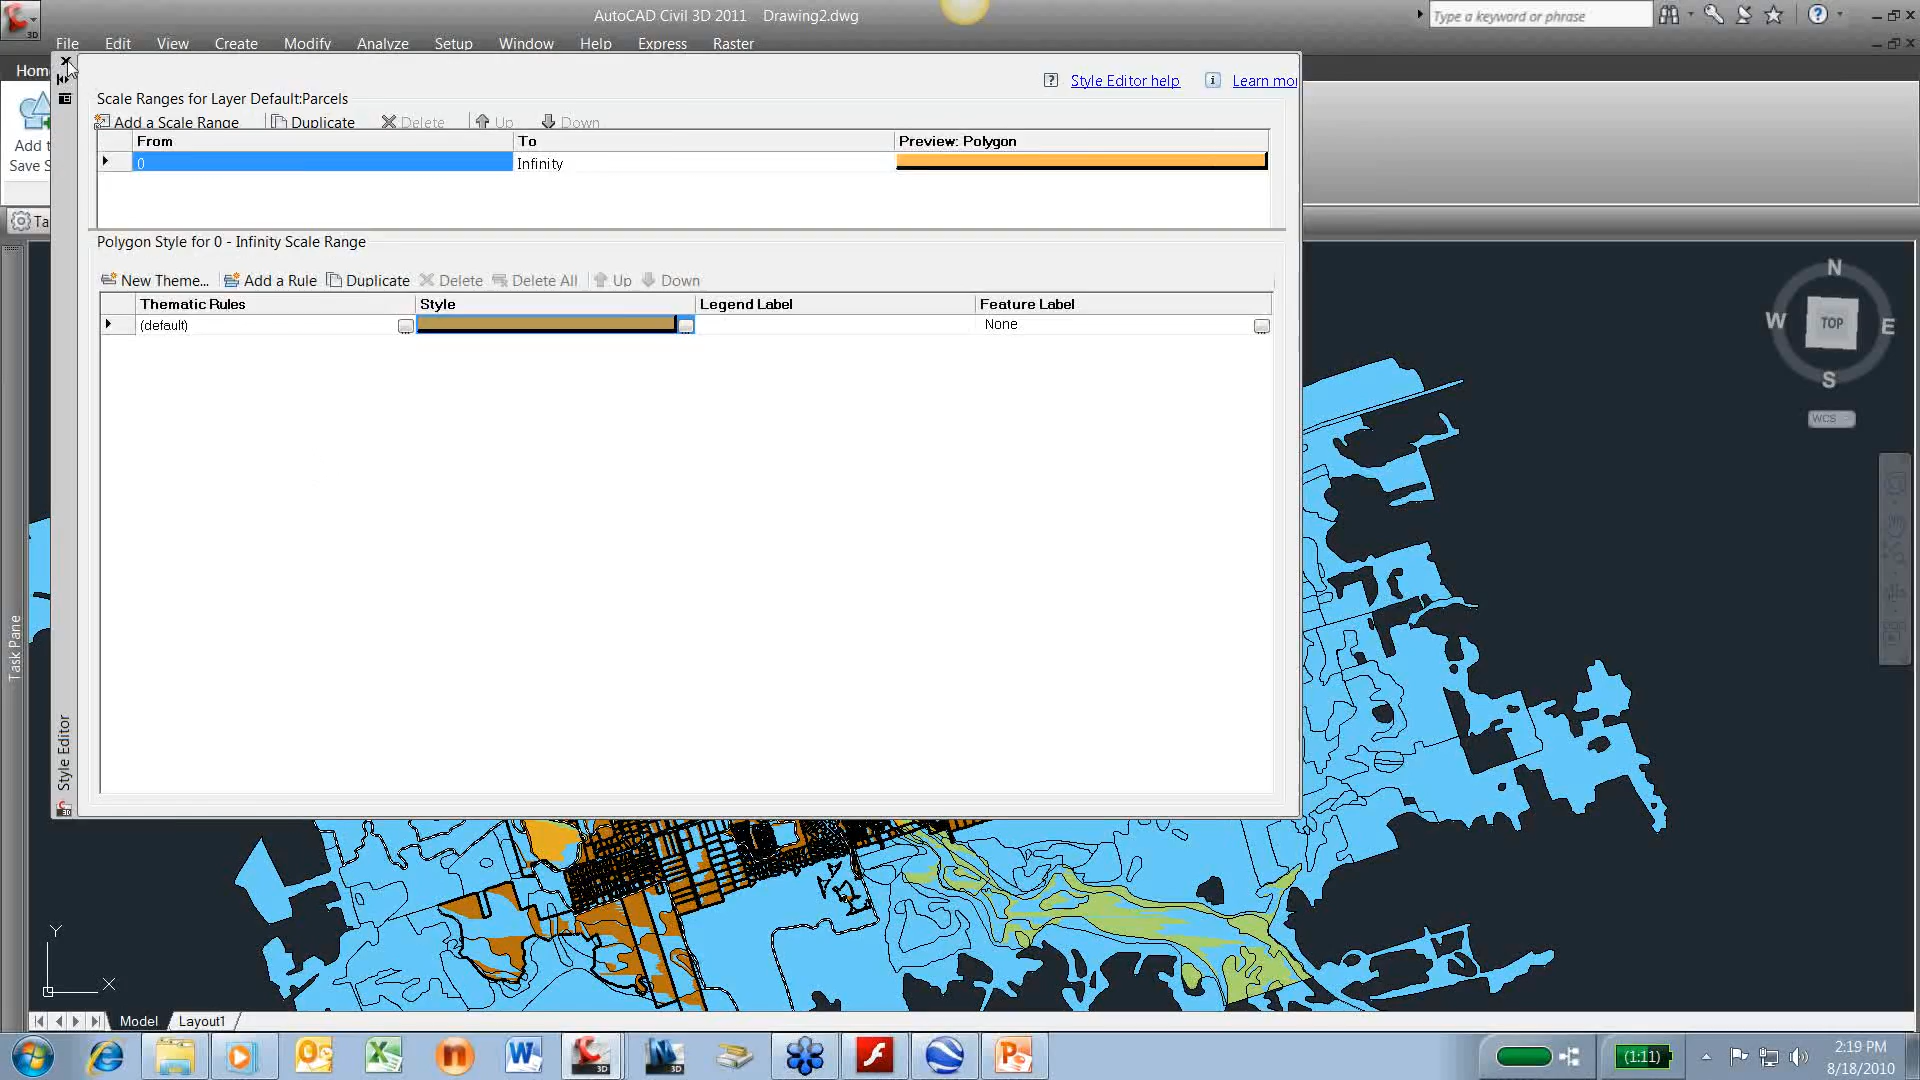 AutoCAD Civil 3D 2011 Drawing2.dwg
Type a keyword or phrase
File Edit View Create Modify Analyze Setup Window Help Express Raster
Style Editor help
Scale Ranges for Layer Default:Parcels
Add a Scale Range Duplicate Delete Up Down
From To Preview: Polygon
0 Infinity
Polygon Style for 0 - Infinity Scale Range
New Theme... Add a Rule Duplicate Delete Delete All Up Down
Thematic Rules Style Legend Label Feature Label
(default) None
Style Editor
Task Pane
N
W TOP E
S
WCS
Y
X
Model Layout1
(1:11)
2:19 PM
8/18/2010